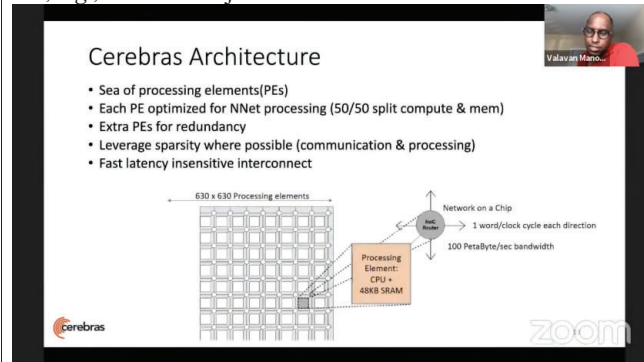 Cerebras Architecture
Valavan Mano...
• Sea of processing elements(PEs)
• Each PE optimized for NNet processing (50/50 split compute & mem)
• Extra PEs for redundancy
• Leverage sparsity where possible (communication & processing)
• Fast latency insensitive interconnect
630 x 630 Processing elements
Network on a Chip
NoC
Router
1 word/clock cycle each direction
100 PetaByte/sec bandwidth
Processing
Element:
CPU +
48KB SRAM
cerebras
zoom